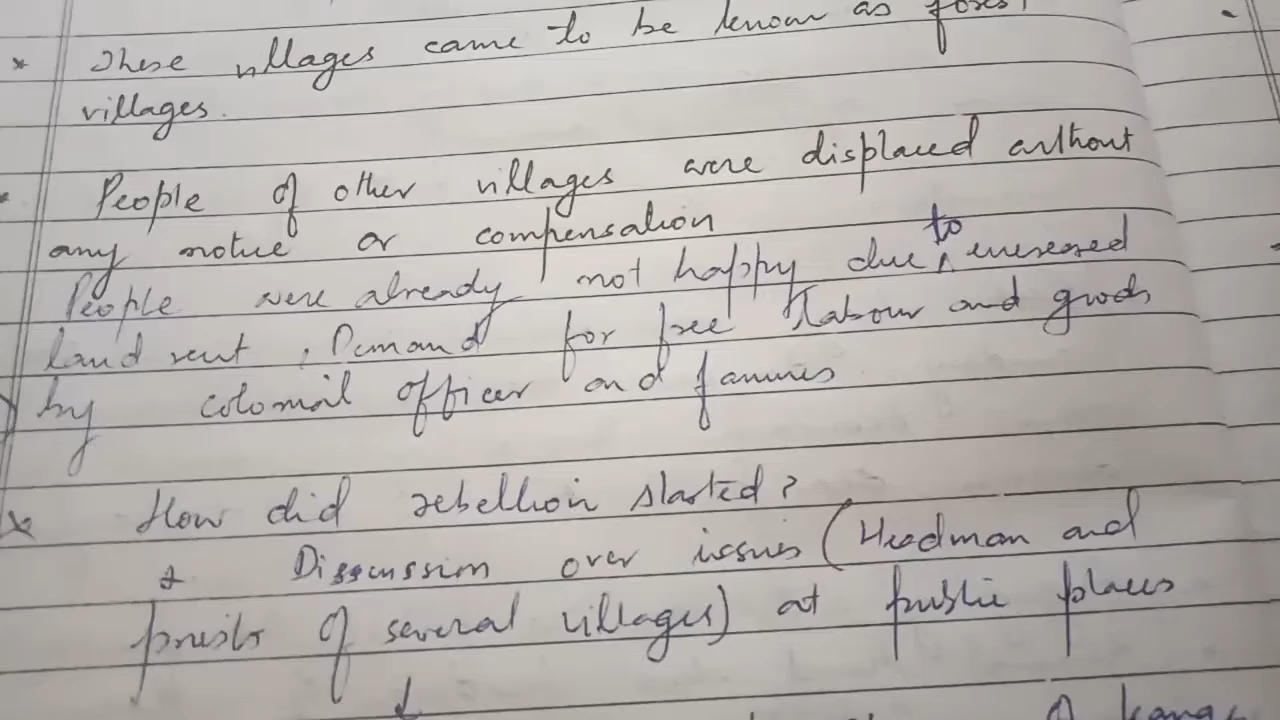 * These villages came to be known as forest
villages.
People of other villages were displaced without
any notice or compensation
People were already not happy due to increased
land rent, Demand for free labour and goods
by colonial officer and famines
* How did rebellion started?
Discussion over issues (Headman and
priests of several villages) at public places
↓